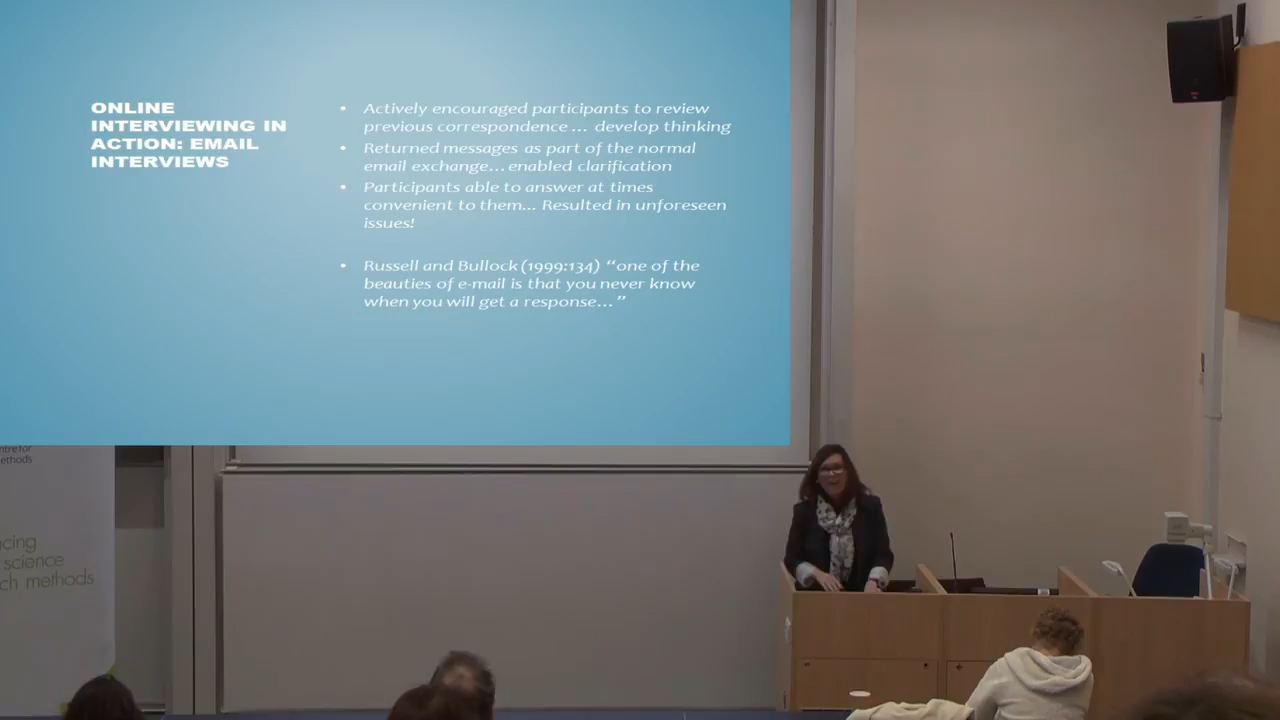 ONLINE
INTERVIEWING IN
ACTION: EMAIL
INTERVIEWS
• Actively encouraged participants to review
previous correspondence … develop thinking
• Returned messages as part of the normal
email exchange… enabled clarification
• Participants able to answer at times
convenient to them... Resulted in unforeseen
issues!
• Russell and Bullock (1999:134) “one of the
beauties of e-mail is that you never know
when you will get a response…”
science
methods